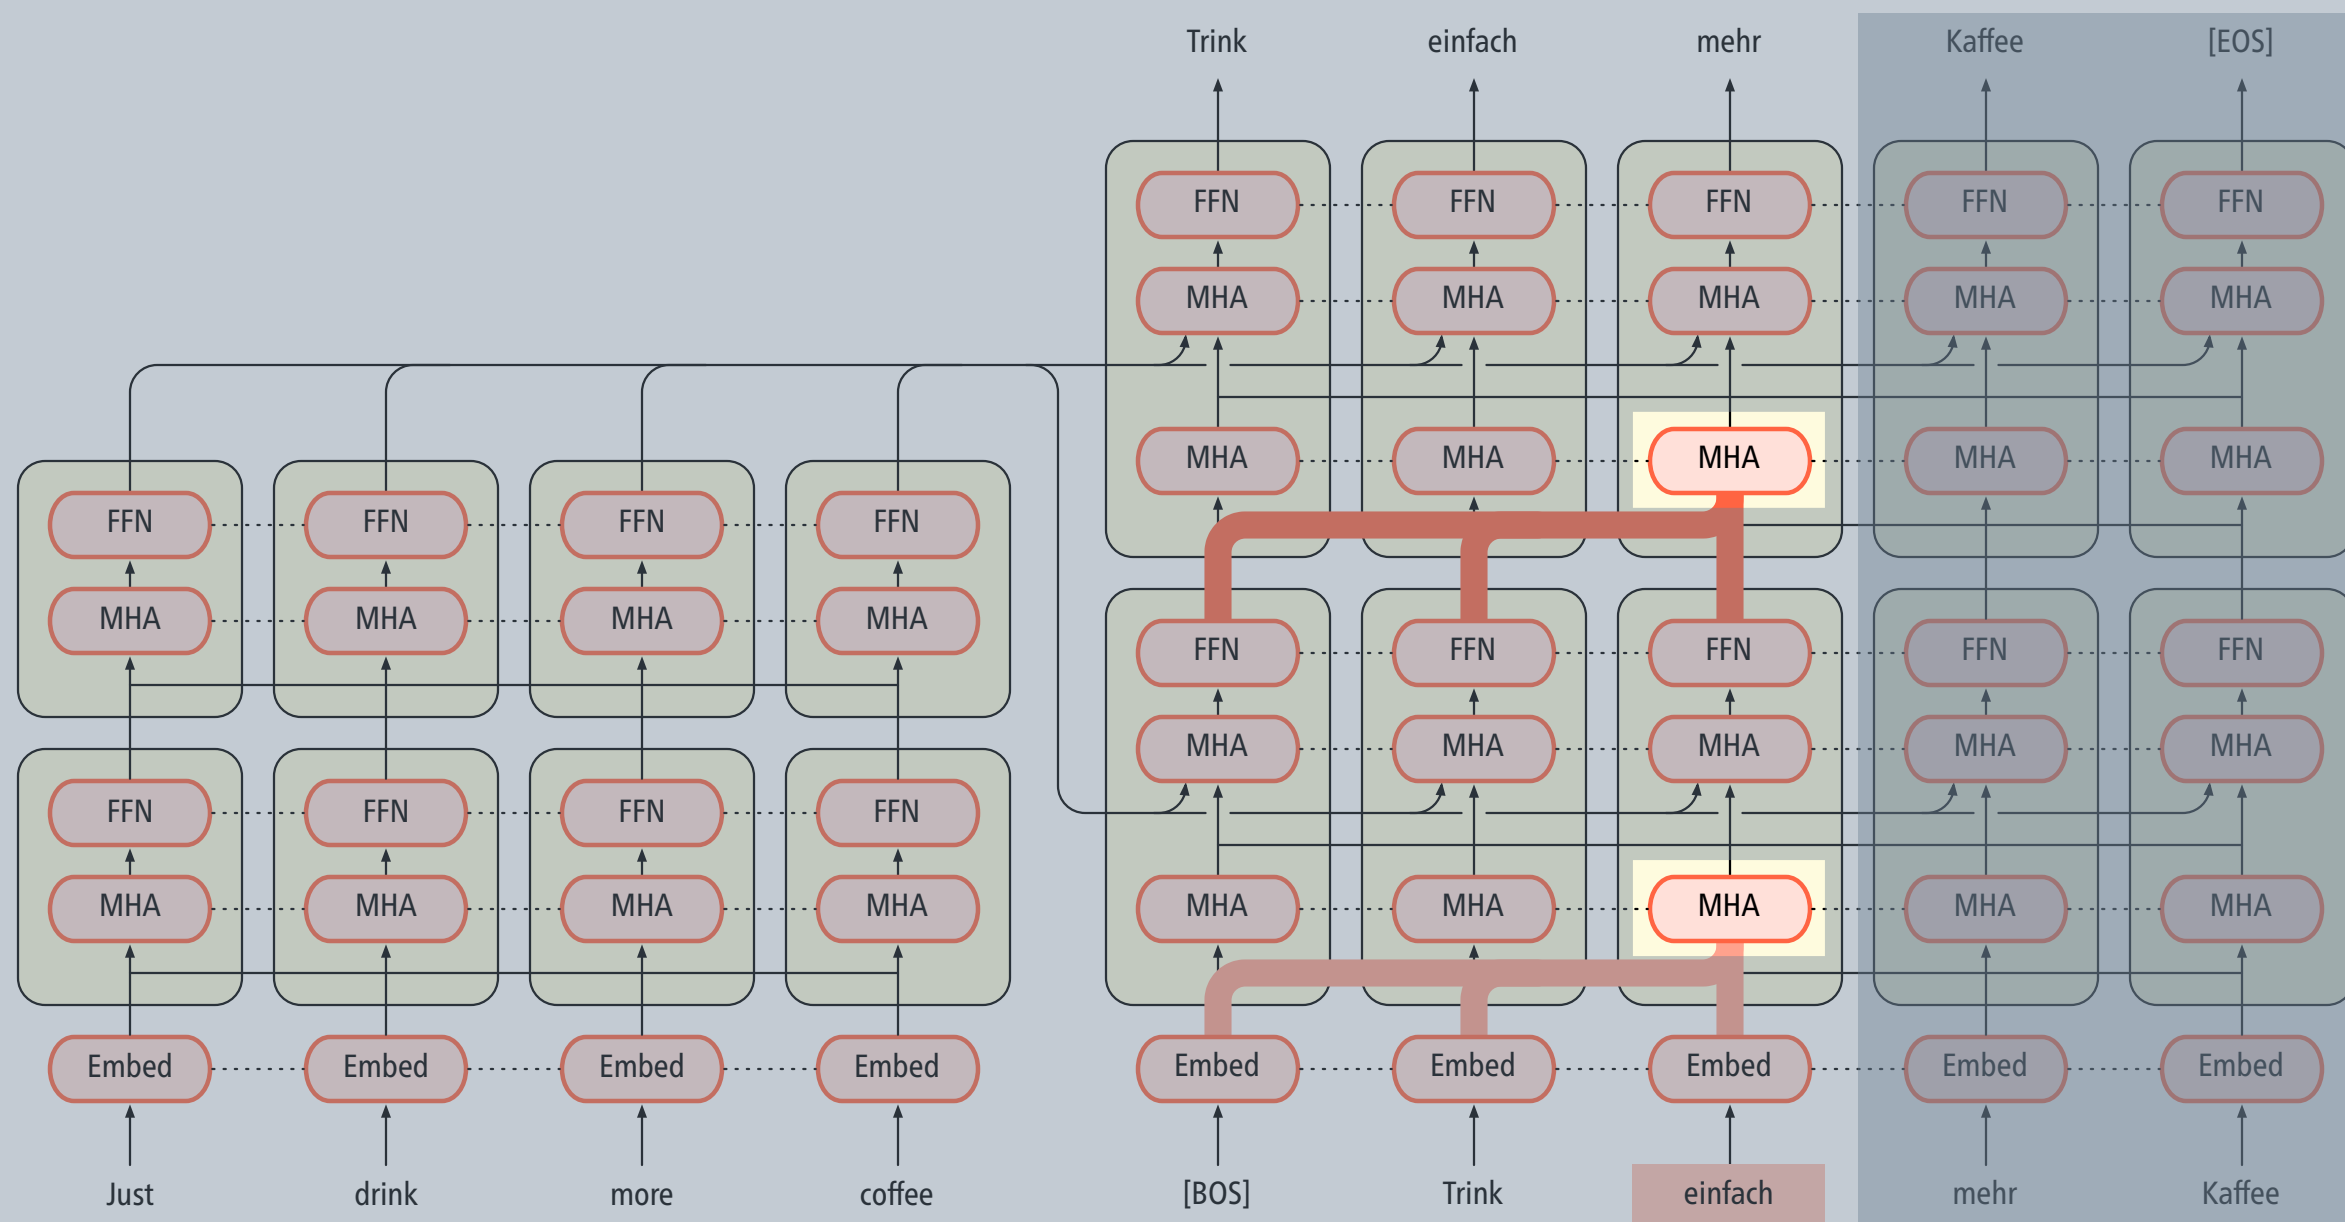 Trink einfach mehr Kaffee [EOS]
FFN FFN FFN FFN FFN
MHA MHA MHA MHA MHA
MHA MHA MHA MHA MHA
FFN FFN FFN FFN
MHA MHA MHA MHA
FFN FFN FFN FFN FFN
MHA MHA MHA MHA MHA
FFN FFN FFN FFN
MHA MHA MHA MHA MHA MHA MHA MHA MHA
Embed Embed Embed Embed Embed Embed Embed Embed Embed
Just drink more coffee [BOS] Trink einfach mehr Kaffee